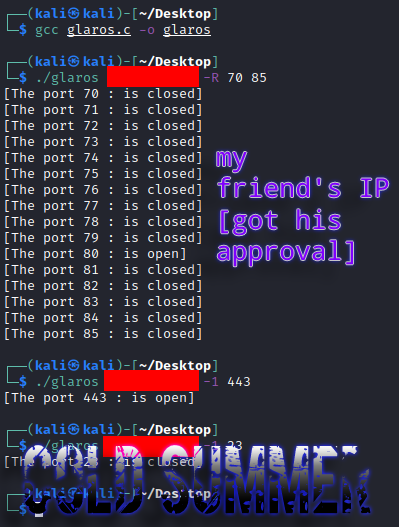 ┌──(kali㉿kali)-[~/Desktop]
└─$ gcc glaros.c -o glaros
┌──(kali㉿kali)-[~/Desktop]
└─$ ./glaros -R 70 85
[The port 70 : is closed]
[The port 71 : is closed]
[The port 72 : is closed]
[The port 73 : is closed]
[The port 74 : is closed]
[The port 75 : is closed]
[The port 76 : is closed]
[The port 77 : is closed]
[The port 78 : is closed]
[The port 79 : is closed]
[The port 80 : is open]
[The port 81 : is closed]
[The port 82 : is closed]
[The port 83 : is closed]
[The port 84 : is closed]
[The port 85 : is closed]
my
friend's IP
[got his
approval]
┌──(kali㉿kali)-[~/Desktop]
└─$ ./glaros -1 443
[The port 443 : is open]
┌──(kali㉿kali)-[~/Desktop]
└─$ ./glaros -1 23
[The port 23 : is closed]
COLD SUMMER
┌──(kali㉿kali)-[~/Desktop]
└─$